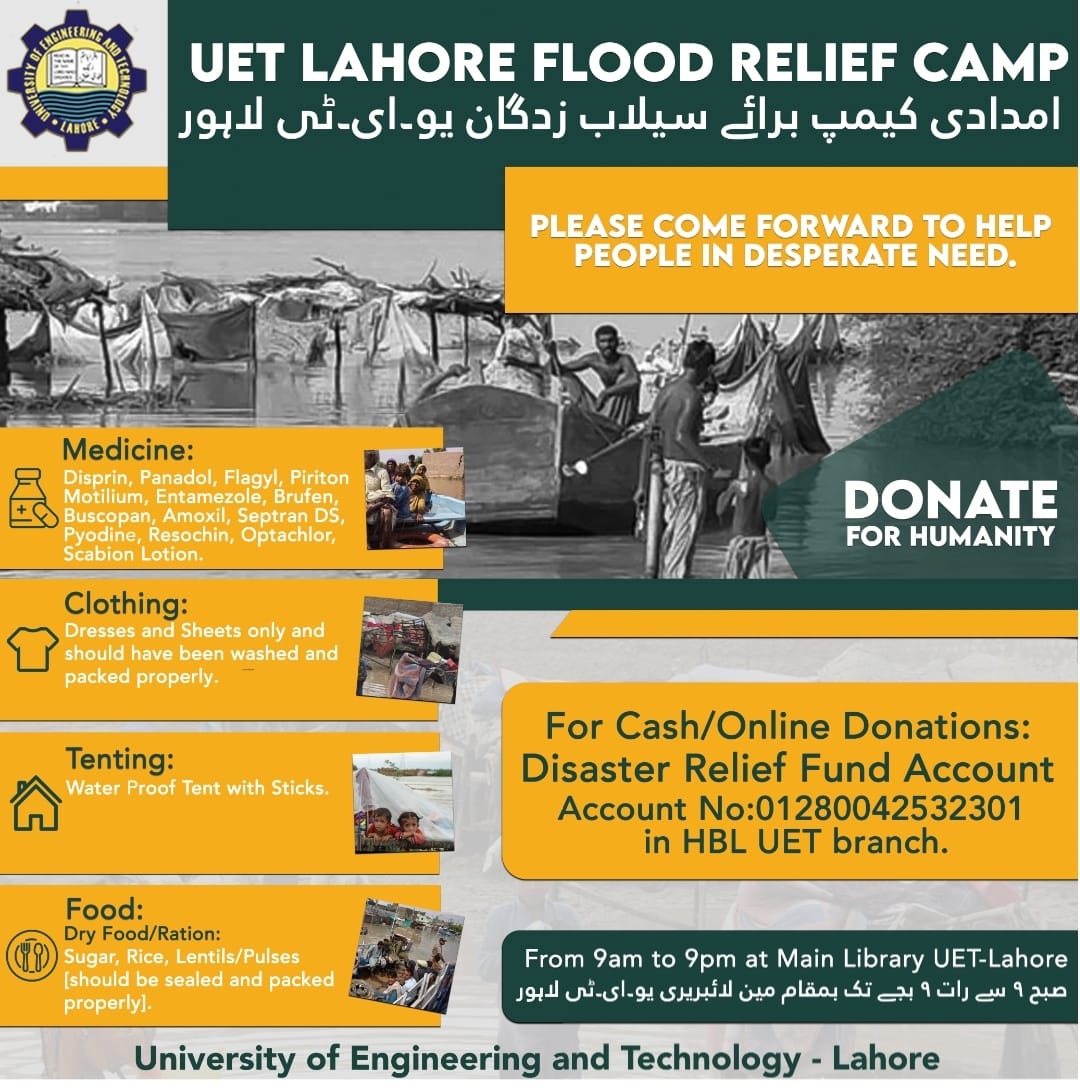 UNIVERSITY OF ENGINEERING AND TECHNOLOGY
• LAHORE •
UET LAHORE FLOOD RELIEF CAMP
امدادی کیمپ برائے سیلاب زدگان یو۔ای۔ٹی لاہور
PLEASE COME FORWARD TO HELP
PEOPLE IN DESPERATE NEED.
Medicine:
Disprin, Panadol, Flagyl, Piriton
Motilium, Entamezole, Brufen,
Buscopan, Amoxil, Septran DS,
Pyodine, Resochin, Optachlor,
Scabion Lotion.
DONATE
FOR HUMANITY
Clothing:
Dresses and Sheets only and
should have been washed and
packed properly.
Tenting:
Water Proof Tent with Sticks.
Food:
Dry Food/Ration:
Sugar, Rice, Lentils/Pulses
[should be sealed and packed
properly].
For Cash/Online Donations:
Disaster Relief Fund Account
Account No:01280042532301
in HBL UET branch.
From 9am to 9pm at Main Library UET-Lahore
صبح ۹ سے رات ۹ بجے تک بمقام مین لائبریری یو۔ای۔ٹی لاہور
University of Engineering and Technology - Lahore